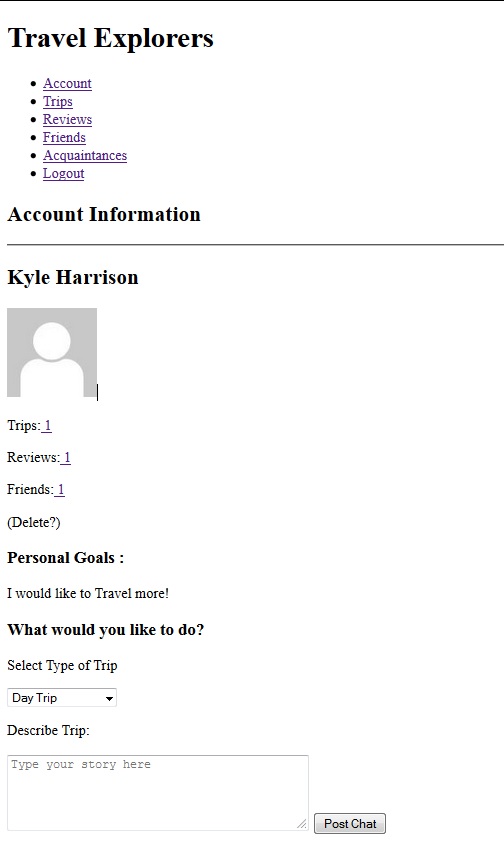 Travel Explorers
Account
Trips
Reviews
Friends
Acquaintances
Logout
Account Information
Kyle Harrison
Trips: 1
Reviews: 1
Friends: 1
(Delete?)
Personal Goals :
I would like to Travel more!
What would you like to do?
Select Type of Trip
Day Trip
Describe Trip:
Type your story here
Post Chat